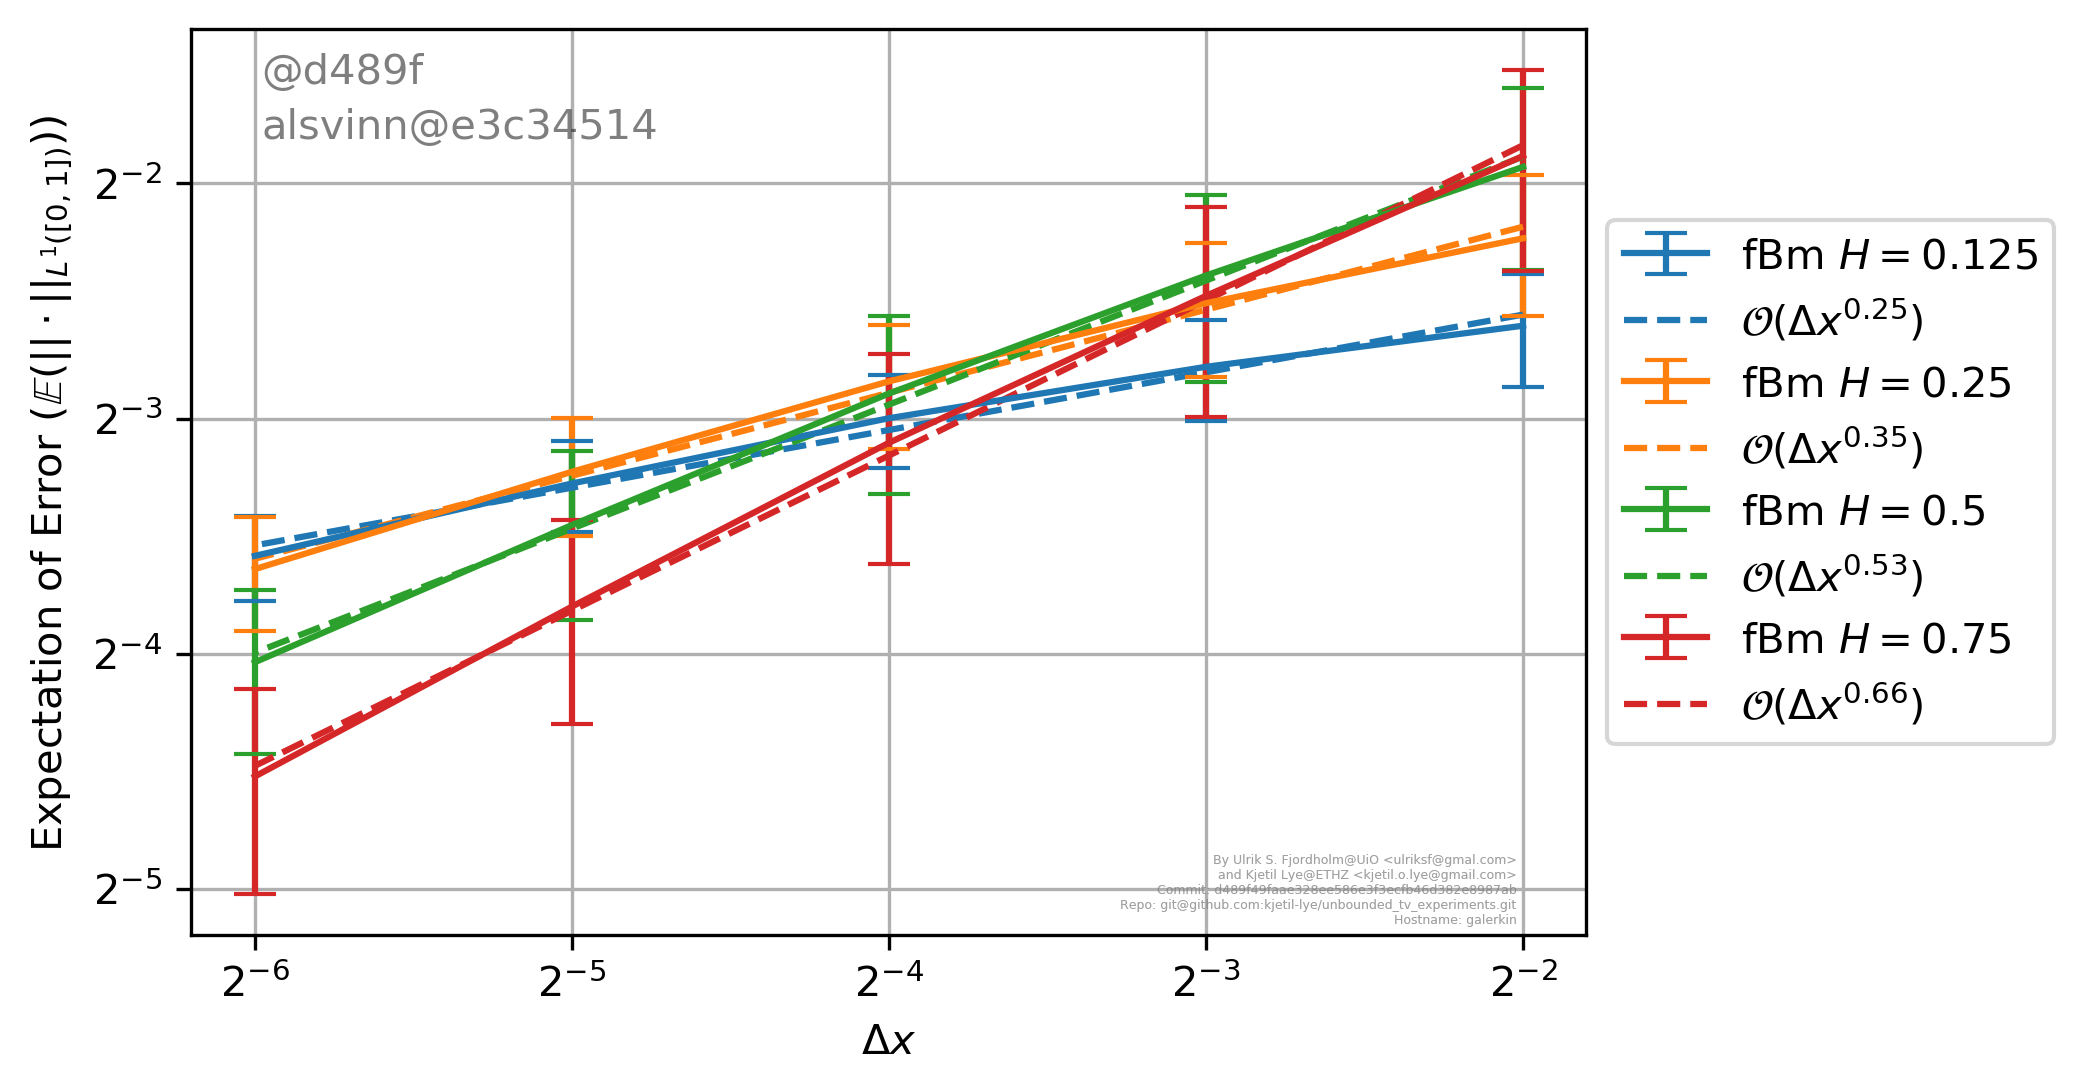 @d489f
alsvinn@e3c34514
Expectation of Error (𝔼(||·||_{L^1([0,1])}))
2^{-2}
2^{-3}
2^{-4}
2^{-5}
2^{-6}
2^{-5}
2^{-4}
2^{-3}
2^{-2}
Δx
fBm H = 0.125
𝒪(Δx^{0.25})
fBm H = 0.25
𝒪(Δx^{0.35})
fBm H = 0.5
𝒪(Δx^{0.53})
fBm H = 0.75
𝒪(Δx^{0.66})
By Ulrik S. Fjordholm@UiO <ulriksf@gmal.com>
and Kjetil Lye@ETHZ <kjetil.o.lye@gmail.com>
Commit: d489f49faae328ee586e3f3ecfb46d382e8987ab
Repo: git@github.com:kjetil-lye/unbounded_tv_experiments.git
Hostname: galerkin